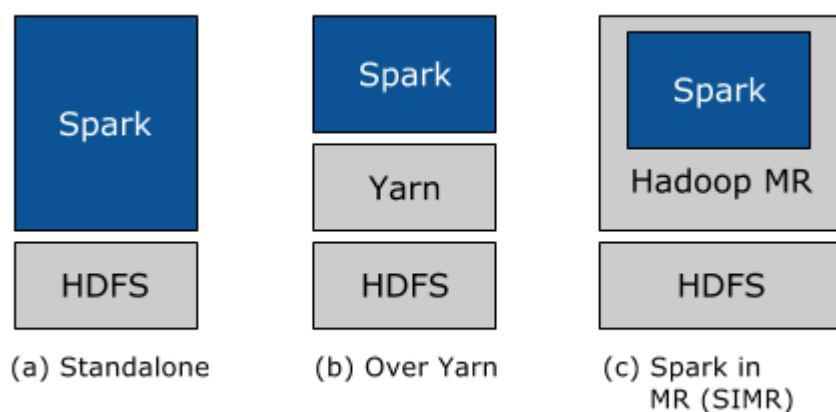 Spark
HDFS
(a) Standalone
Spark
Yarn
HDFS
(b) Over Yarn
Spark
Hadoop MR
HDFS
(c) Spark in
MR (SIMR)